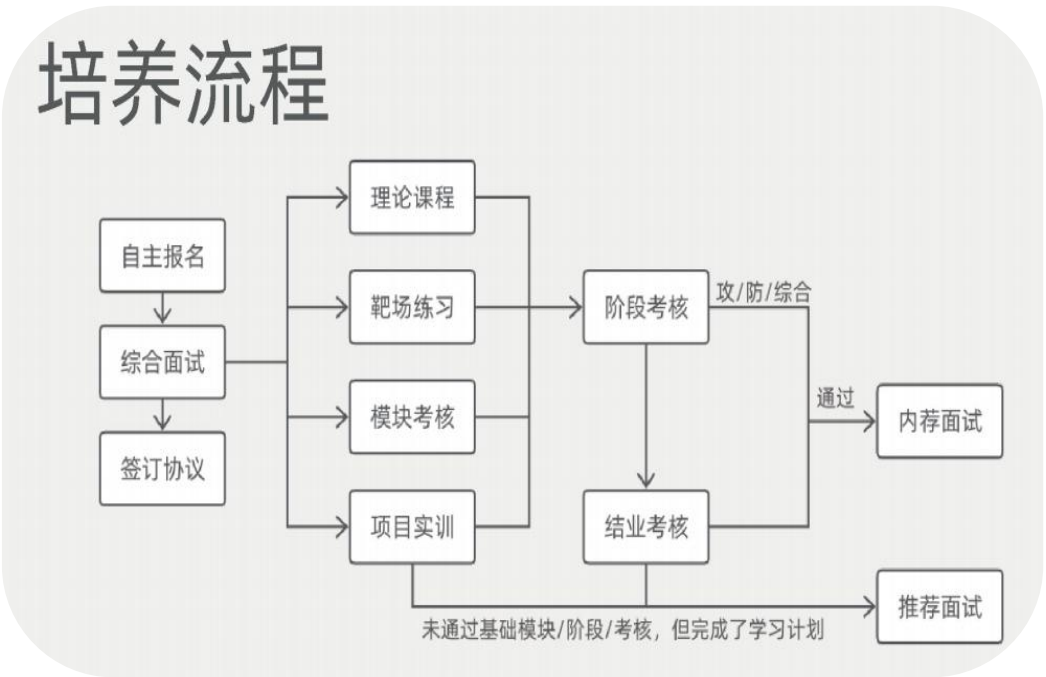 培养流程
自主报名
综合面试
签订协议
理论课程
靶场练习
模块考核
项目实训
阶段考核
结业考核
攻/防/综合
通过
内荐面试
推荐面试
未通过基础模块/阶段/考核，但完成了学习计划